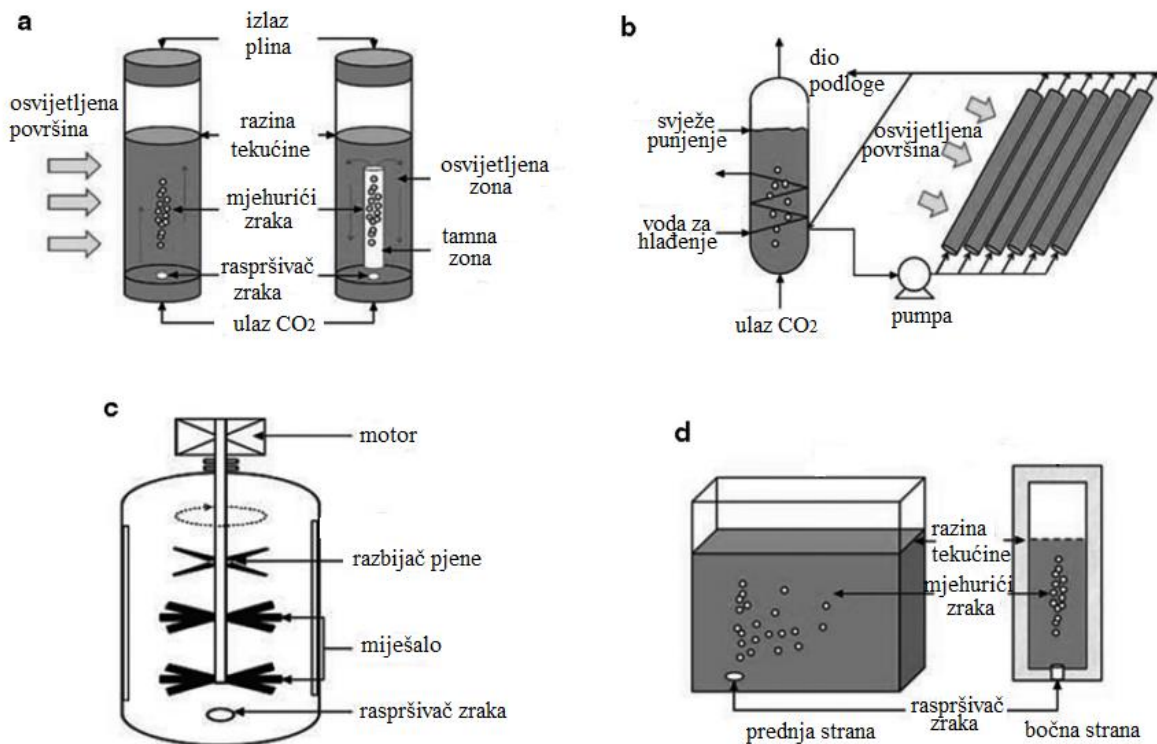 a
izlaz
plina
osvijetljena
površina
razina
tekućine
osvijetljena
zona
mjehurići
zraka
tamna
zona
raspršivač
zraka
ulaz CO2
b
dio
podloge
svježe
punjenje
osvijetljena
površina
voda za
hlađenje
ulaz CO2
pumpa
c
motor
razbijač pjene
miješalo
raspršivač zraka
d
razina
tekućine
mjehurići
zraka
raspršivač
zraka
prednja strana
bočna strana